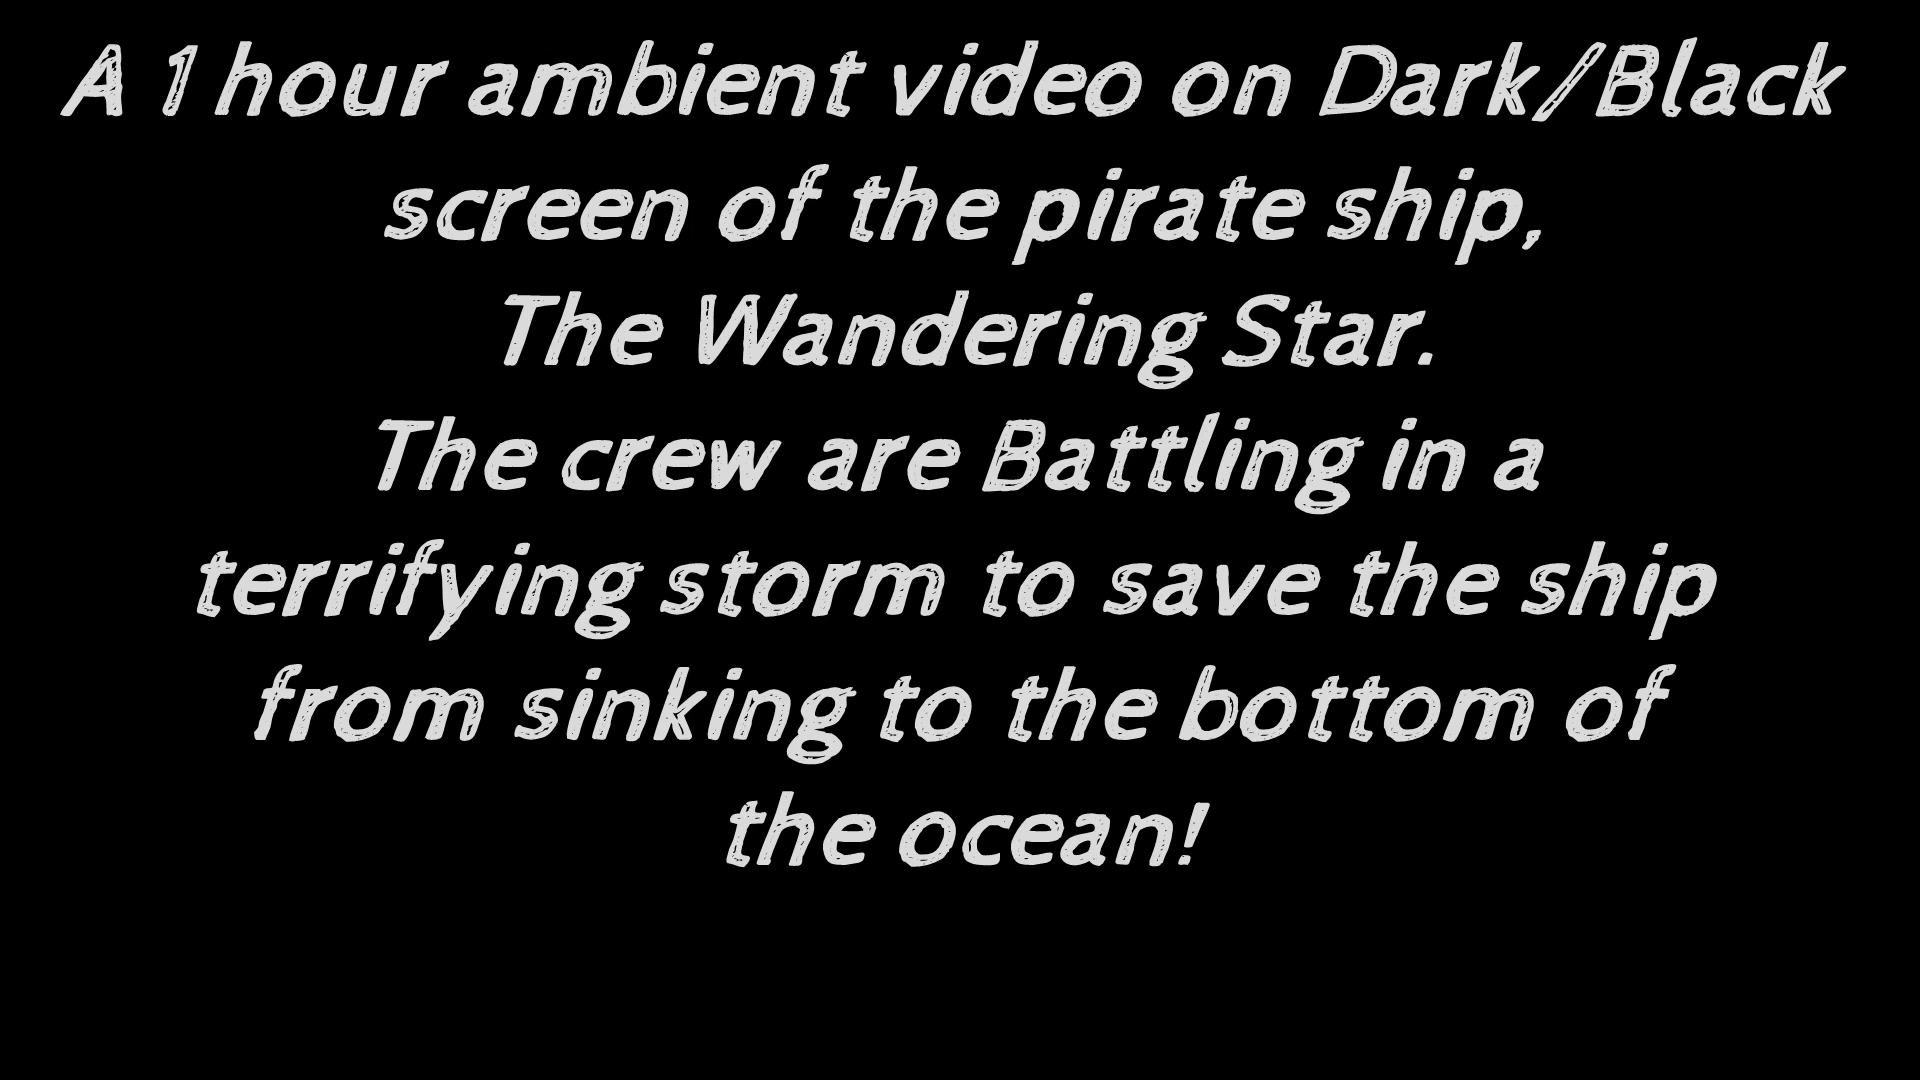 A 1 hour ambient video on Dark/Black
screen of the pirate ship,
The Wandering Star.
The crew are Battling in a
terrifying storm to save the ship
from sinking to the bottom of
the ocean!